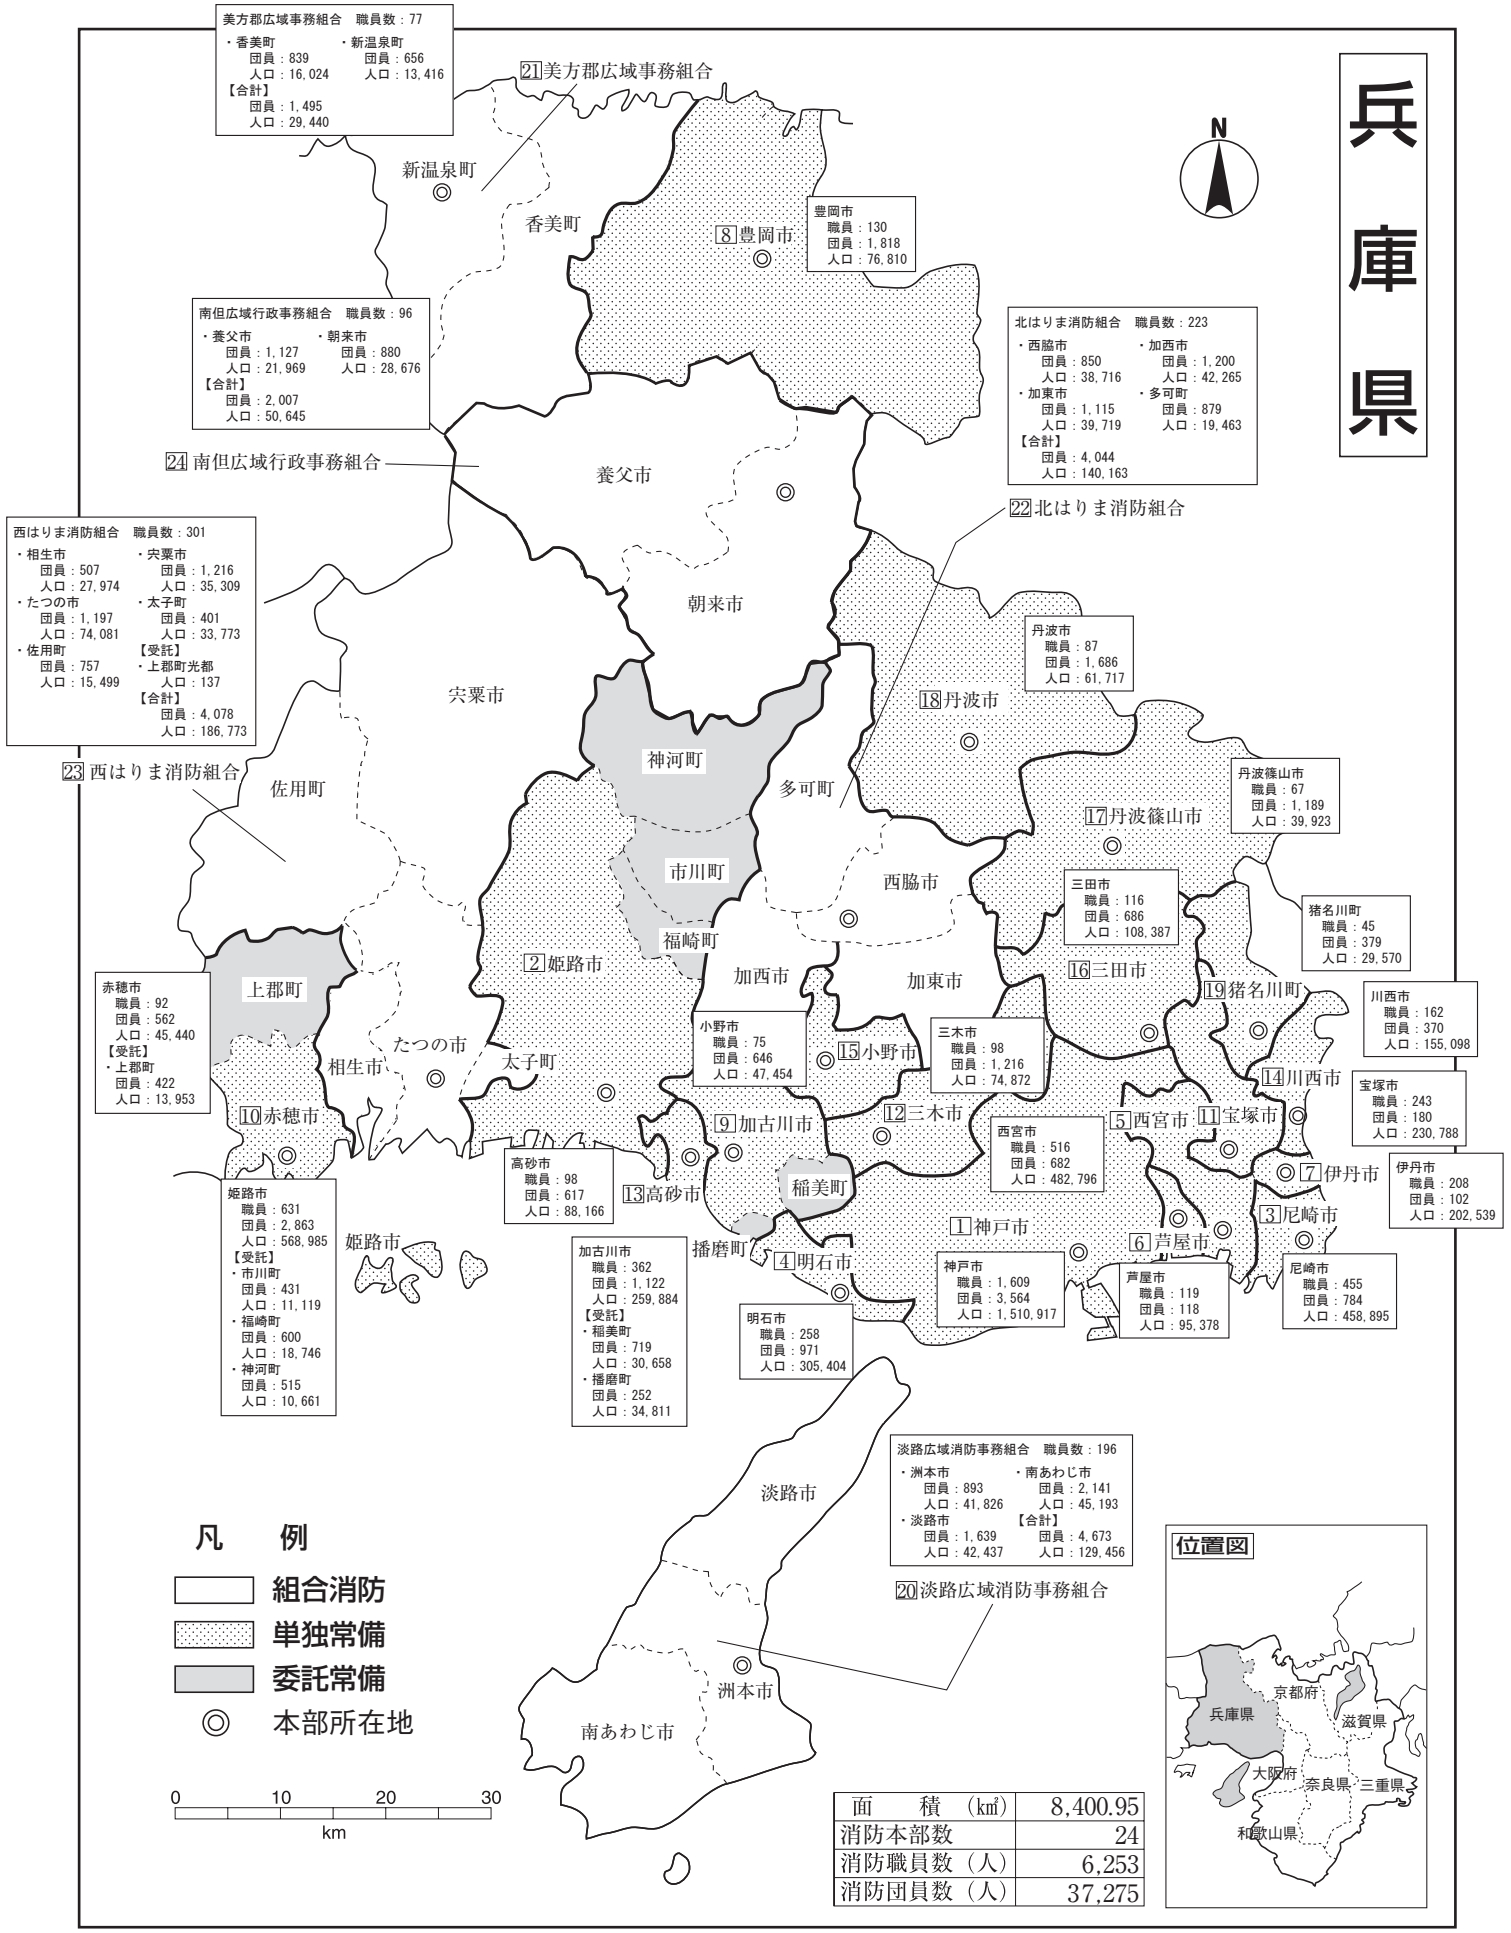 兵庫県
N
美方郡広域事務組合　職員数：77
・香美町　・新温泉町
団員：839　団員：656
人口：16,024　人口：13,416
【合計】
団員：1,495
人口：29,440
21美方郡広域事務組合
新温泉町
香美町
8豊岡市
豊岡市
職員：130
団員：1,818
人口：76,810
南但広域行政事務組合　職員数：96
・養父市　・朝来市
団員：1,127　団員：880
人口：21,969　人口：28,676
【合計】
団員：2,007
人口：50,645
24南但広域行政事務組合
養父市
朝来市
北はりま消防組合　職員数：223
・西脇市　・加西市
団員：850　団員：1,200
人口：38,716　人口：42,265
・加東市　・多可町
団員：1,115　団員：879
人口：39,719　人口：19,463
【合計】
団員：4,044
人口：140,163
22北はりま消防組合
西はりま消防組合　職員数：301
・相生市　・宍粟市
団員：507　団員：1,216
人口：27,974　人口：35,309
・たつの市　・太子町
団員：1,197　団員：401
人口：74,081　人口：33,773
・佐用町　【受託】
団員：757　・上郡町光都
人口：15,499　人口：137
【合計】
団員：4,078
人口：186,773
23西はりま消防組合
宍粟市
佐用町
丹波市
職員：87
団員：1,686
人口：61,717
18丹波市
神河町
多可町
市川町
福崎町
西脇市
丹波篠山市
職員：67
団員：1,189
人口：39,923
17丹波篠山市
三田市
職員：116
団員：686
人口：108,387
16三田市
猪名川町
職員：45
団員：379
人口：29,570
19猪名川町
2姫路市
加西市
加東市
上郡町
赤穂市
職員：92
団員：562
人口：45,440
【受託】
・上郡町
団員：422
人口：13,953
10赤穂市
相生市
たつの市
太子町
小野市
職員：75
団員：646
人口：47,454
15小野市
三木市
職員：98
団員：1,216
人口：74,872
12三木市
川西市
職員：162
団員：370
人口：155,098
14川西市
宝塚市
職員：243
団員：180
人口：230,788
11宝塚市
5西宮市
西宮市
職員：516
団員：682
人口：482,796
伊丹市
職員：208
団員：102
人口：202,539
7伊丹市
9加古川市
稲美町
播磨町
高砂市
職員：98
団員：617
人口：88,166
13高砂市
1神戸市
神戸市
職員：1,609
団員：3,564
人口：1,510,917
3尼崎市
尼崎市
職員：455
団員：784
人口：458,895
6芦屋市
芦屋市
職員：119
団員：118
人口：95,378
4明石市
明石市
職員：258
団員：971
人口：305,404
姫路市
職員：631
団員：2,863
人口：568,985
【受託】
・市川町
団員：431
人口：11,119
・福崎町
団員：600
人口：18,746
・神河町
団員：515
人口：10,661
姫路市
加古川市
職員：362
団員：1,122
人口：259,884
【受託】
・稲美町
団員：719
人口：30,658
・播磨町
団員：252
人口：34,811
淡路広域消防事務組合　職員数：196
・洲本市　・南あわじ市
団員：893　団員：2,141
人口：41,826　人口：45,193
・淡路市　【合計】
団員：1,639　団員：4,673
人口：42,437　人口：129,456
20淡路広域消防事務組合
淡路市
洲本市
南あわじ市
凡　例
組合消防
単独常備
委託常備
本部所在地
0　10　20　30
km
面　積（㎢）　8,400.95
消防本部数　24
消防職員数（人）　6,253
消防団員数（人）　37,275
位置図
兵庫県
京都府
滋賀県
大阪府
奈良県
三重県
和歌山県